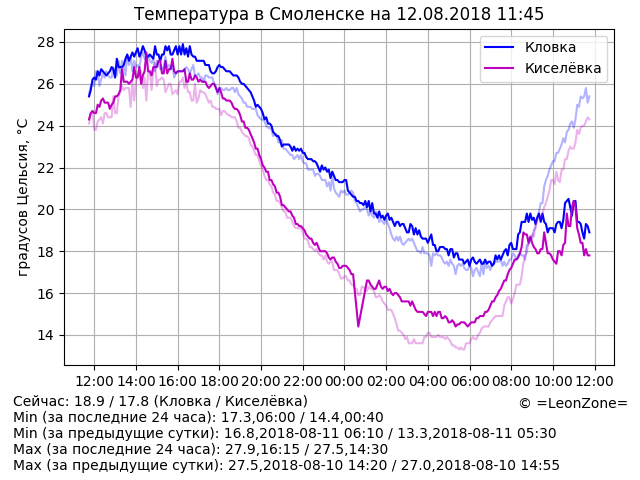 Температура в Смоленске на 12.08.2018 11:45
Кловка
Киселёвка
градусов Цельсия, °C
28
26
24
22
20
18
16
14
12:00 14:00 16:00 18:00 20:00 22:00 00:00 02:00 04:00 06:00 08:00 10:00 12:00
Сейчас: 18.9 / 17.8 (Кловка / Киселёвка)
© =LeonZone=
Min (за последние 24 часа): 17.3,06:00 / 14.4,00:40
Min (за предыдущие сутки): 16.8,2018-08-11 06:10 / 13.3,2018-08-11 05:30
Max (за последние 24 часа): 27.9,16:15 / 27.5,14:30
Max (за предыдущие сутки): 27.5,2018-08-10 14:20 / 27.0,2018-08-10 14:55